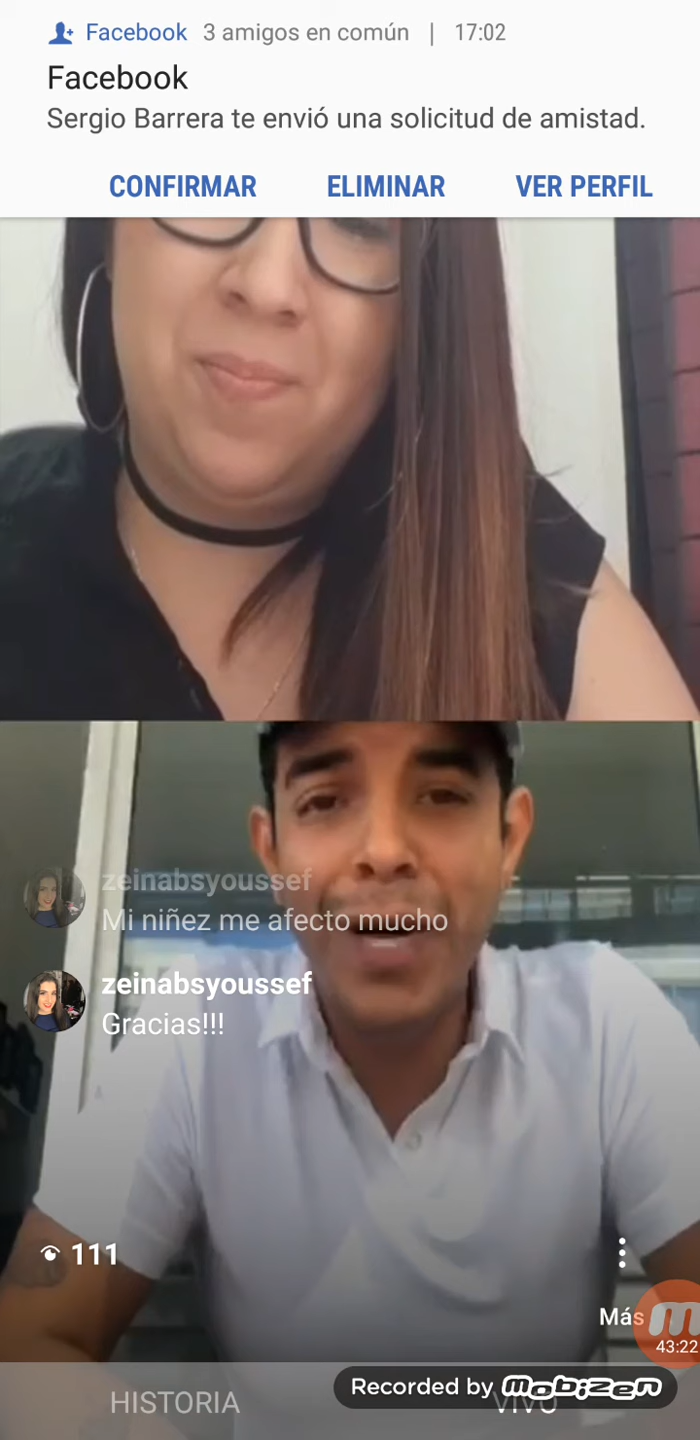 Facebook 3 amigos en común | 17:02
Facebook
Sergio Barrera te envió una solicitud de amistad.
CONFIRMAR ELIMINAR VER PERFIL
zeinabsyoussef
Mi niñez me afecto mucho
zeinabsyoussef
Gracias!!!
111
Más
43:22
Recorded by mobizen
HISTORIA VIVO